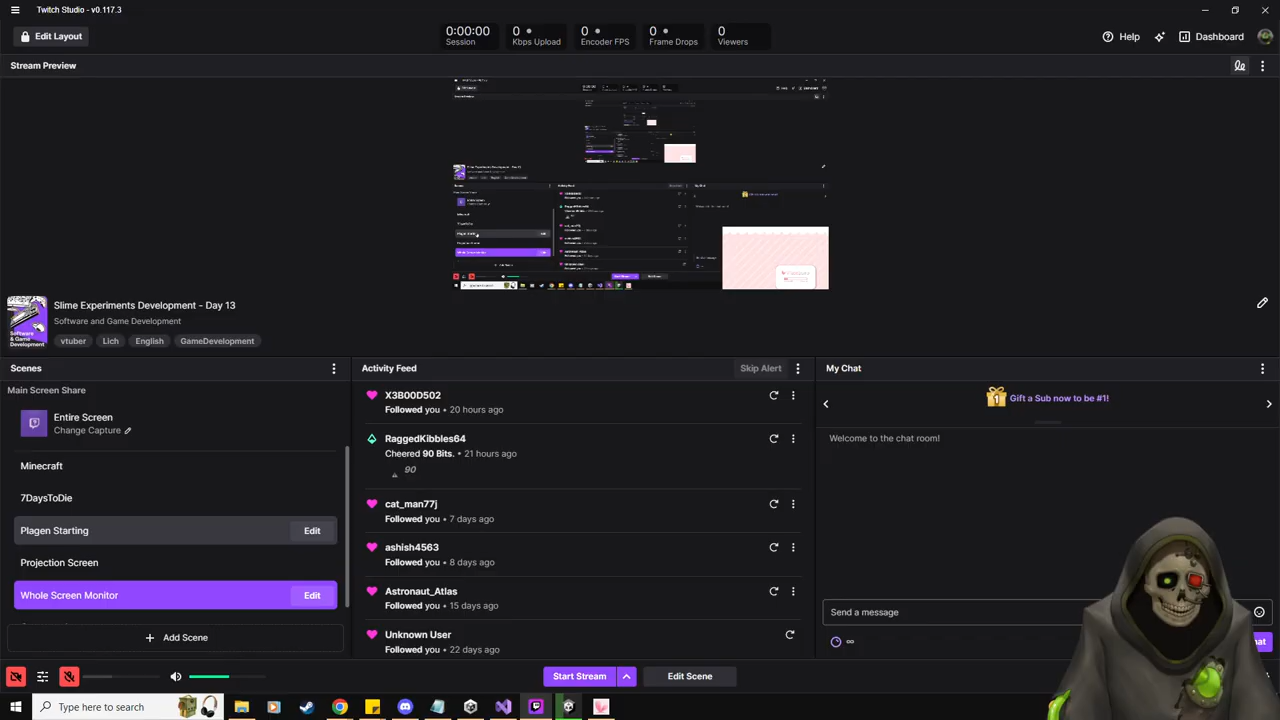 Twitch Studio - v0.117.3
Edit Layout
0:00:00
Session
0
Kbps Upload
0
Encoder FPS
0
Frame Drops
0
Viewers
Help
Dashboard
Stream Preview
Slime Experiments Development - Day 13
Software and Game Development
vtuber
Lich
English
GameDevelopment
Software
& Game
Development
Scenes
Main Screen Share
Entire Screen
Change Capture
Minecraft
7DaysToDie
Plagen Starting
Edit
Projection Screen
Whole Screen Monitor
Edit
Add Scene
Activity Feed
Skip Alert
X3B00D502
Followed you • 20 hours ago
RaggedKibbles64
Cheered 90 Bits. • 21 hours ago
90
cat_man77j
Followed you • 7 days ago
ashish4563
Followed you • 8 days ago
Astronaut_Atlas
Followed you • 15 days ago
Unknown User
Followed you • 22 days ago
My Chat
1
Gift a Sub now to be #1!
Welcome to the chat room!
Send a message
∞
Start Stream
Edit Scene
Type here to search